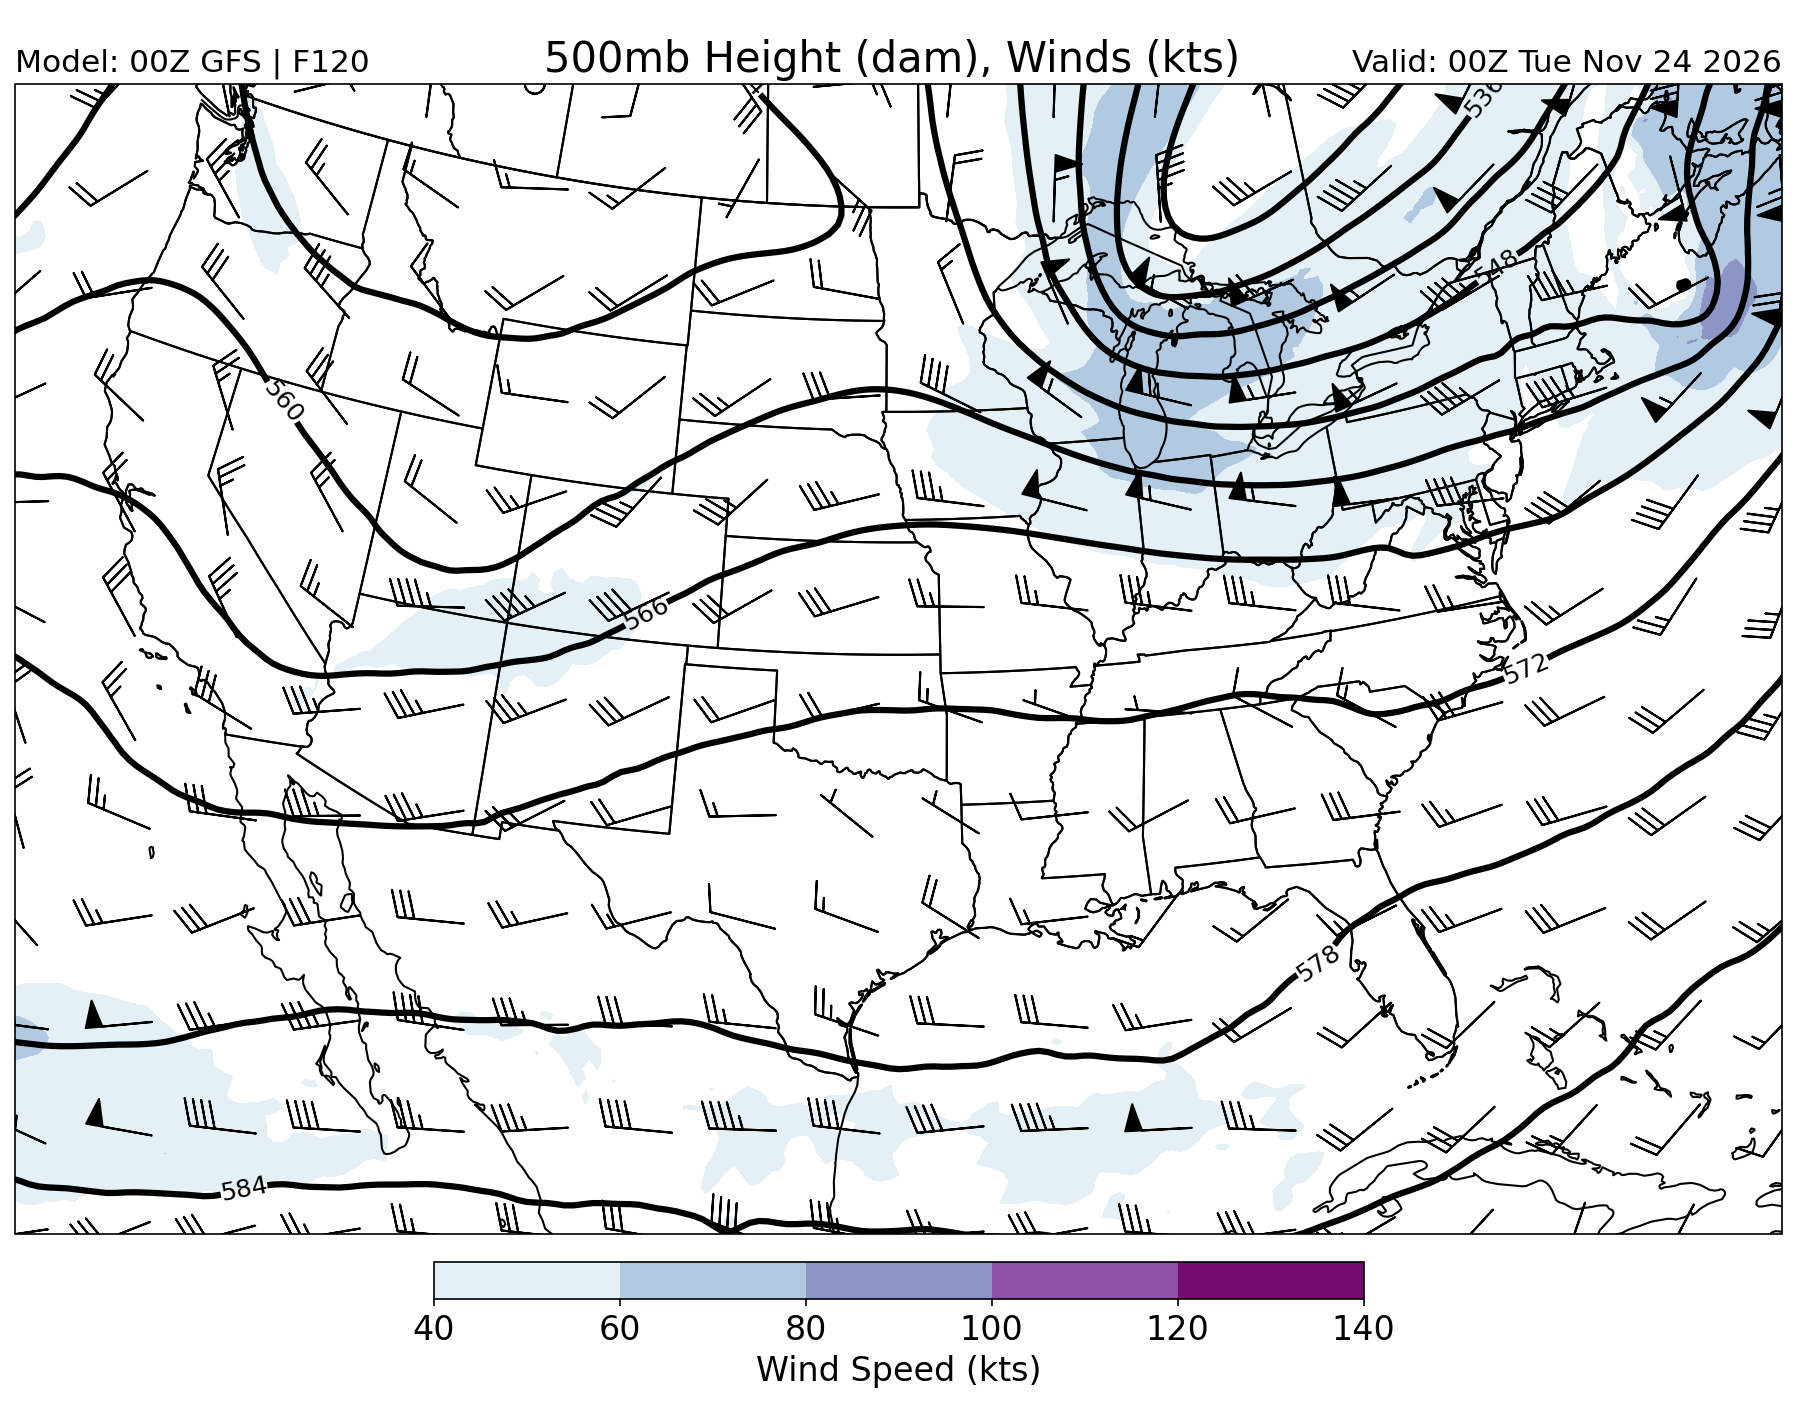 Model: 00Z GFS | F120
500mb Height (dam), Winds (kts)
Valid: 00Z Tue Nov 24 2026
536
548
560
566
572
578
584
40 60 80 100 120 140
Wind Speed (kts)